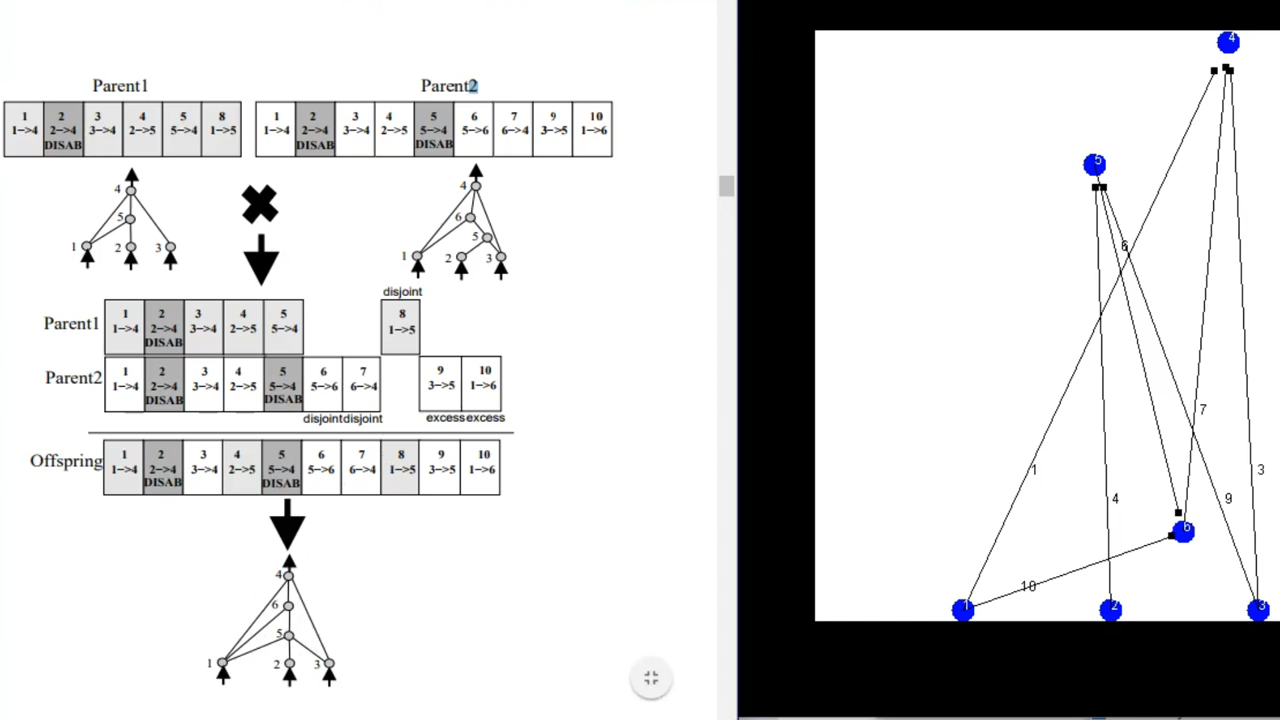 Parent1 Parent2
1 2 3 4 5 8 1 2 3 4 5 6 7 9 10
1–>4 2–>4 3–>4 2–>5 5–>4 1–>5 1–>4 2–>4 3–>4 2–>5 5–>4 5–>6 6–>4 3–>5 1–>6
DISAB DISAB DISAB
4 4
5 6
5
1 2 3 1 2 3
disjoint
Parent1 1 2 3 4 5 8
1–>4 2–>4 3–>4 2–>5 5–>4 1–>5
DISAB
Parent2 1 2 3 4 5 6 7 9 10
1–>4 2–>4 3–>4 2–>5 5–>4 5–>6 6–>4 3–>5 1–>6
DISAB DISAB
disjoint disjoint excess excess
Offspring 1 2 3 4 5 6 7 8 9 10
1–>4 2–>4 3–>4 2–>5 5–>4 5–>6 6–>4 1–>5 3–>5 1–>6
DISAB DISAB
4
6
5
1 2 3
4
5
6
7
1 3
4 9
6
10
1 2 3